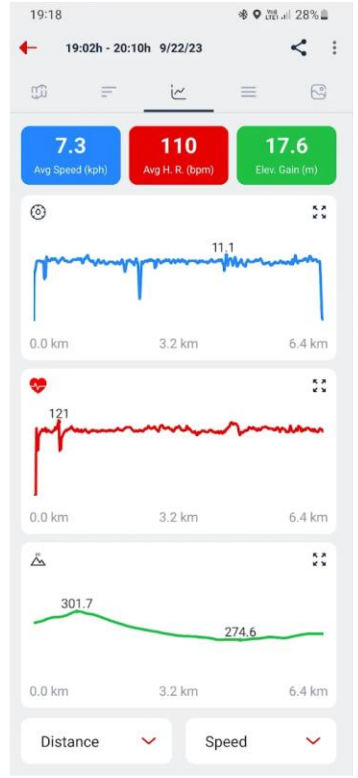 19:18
28%
19:02h - 20:10h 9/22/23
7.3
Avg Speed (kph)
110
Avg H. R. (bpm)
17.6
Elev. Gain (m)
11.1
0.0 km 3.2 km 6.4 km
121
0.0 km 3.2 km 6.4 km
301.7
274.6
0.0 km 3.2 km 6.4 km
Distance Speed